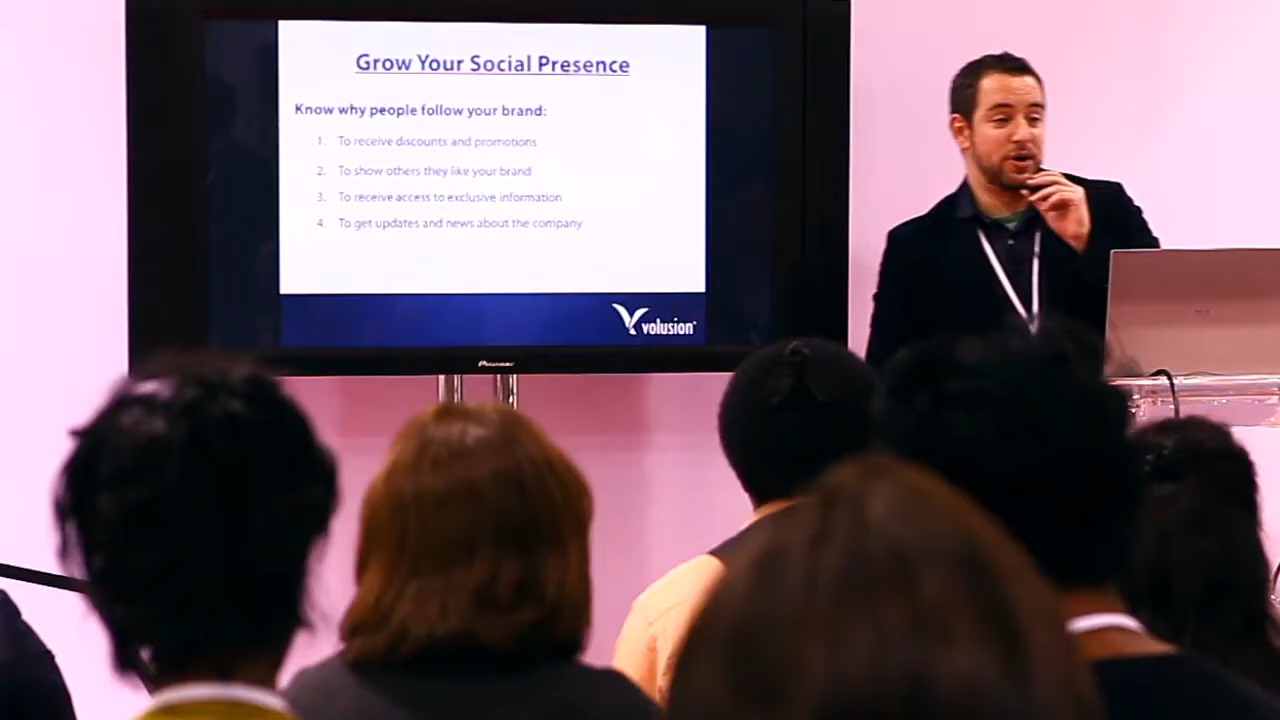 Grow Your Social Presence
Know why people follow your brand:
1. To receive discounts and promotions
2. To show others they like your brand
3. To receive access to exclusive information
4. To get updates and news about the company
volusion
Pioneer